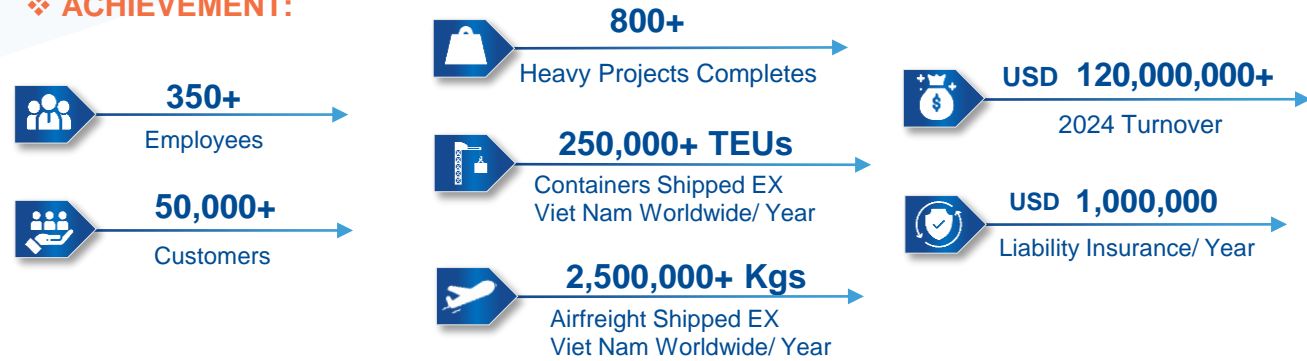 ❖ ACHIEVEMENT:
350+
Employees
50,000+
Customers
800+
Heavy Projects Completes
250,000+ TEUs
Containers Shipped EX
Viet Nam Worldwide/ Year
2,500,000+ Kgs
Airfreight Shipped EX
Viet Nam Worldwide/ Year
USD 120,000,000+
2024 Turnover
USD 1,000,000
Liability Insurance/ Year